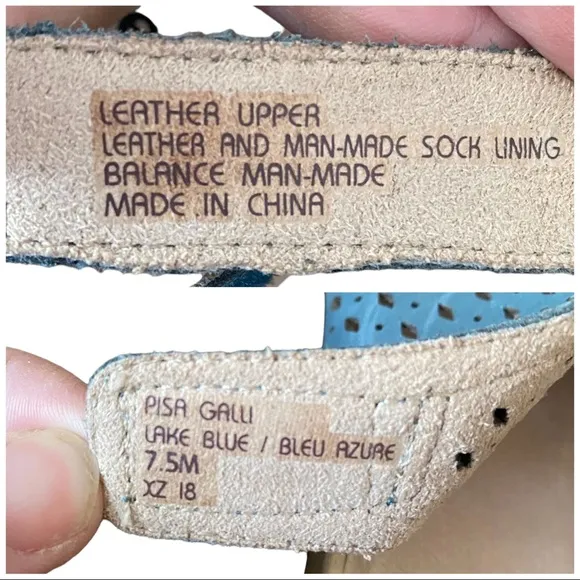 LEATHER UPPER
LEATHER AND MAN-MADE SOCK LINING
BALANCE MAN-MADE
MADE IN CHINA
PISA GALLI
LAKE BLUE / BLEU AZURE
7.5M
XZ 18